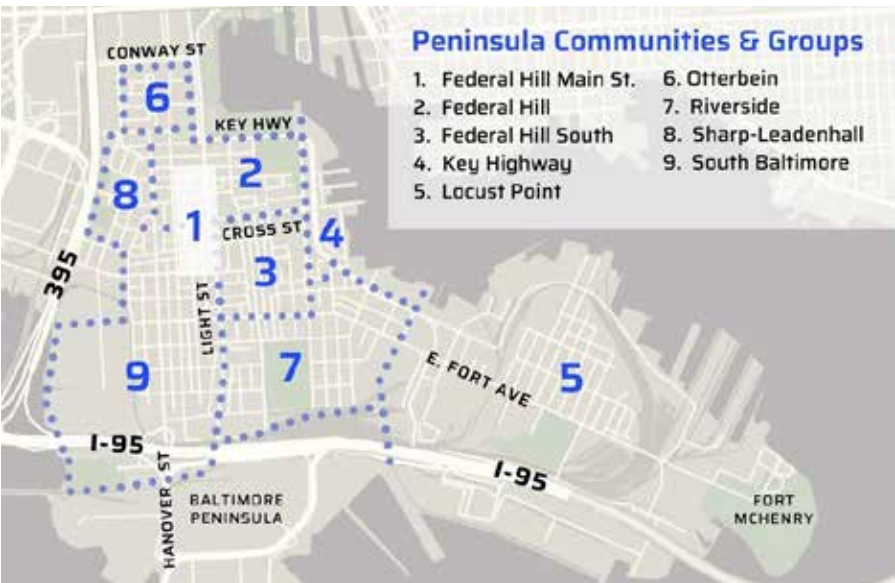 Peninsula Communities & Groups
1. Federal Hill Main St.
2. Federal Hill
3. Federal Hill South
4. Key Highway
5. Locust Point
6. Otterbein
7. Riverside
8. Sharp-Leadenhall
9. South Baltimore
CONWAY ST
6
KEY HWY
2
8
1
CROSS ST
4
3
395
LIGHT ST
9
7
E. FORT AVE
5
I-95
I-95
HANOVER ST
BALTIMORE
PENINSULA
FORT
MCHENRY